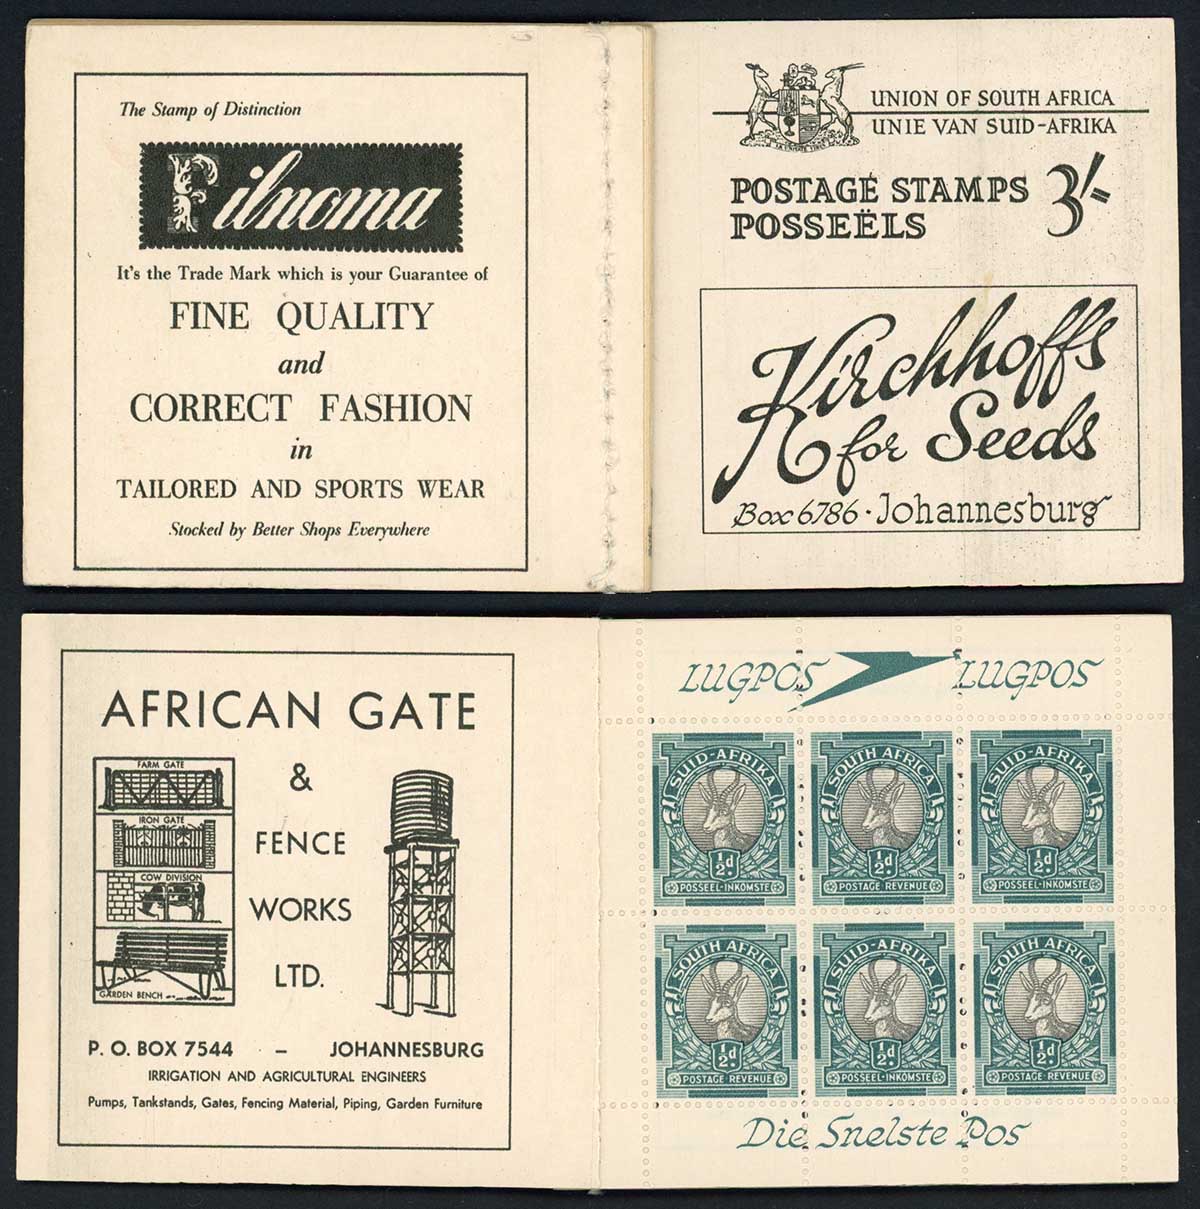 The Stamp of Distinction
Filnoma
It's the Trade Mark which is your Guarantee of
FINE QUALITY
and
CORRECT FASHION
in
TAILORED AND SPORTS WEAR
Stocked by Better Shops Everywhere
UNION OF SOUTH AFRICA
UNIE VAN SUID-AFRIKA
POSTAGE STAMPS 3/=
POSSEËLS
Kirchhoffs
for Seeds
Box 6786 · Johannesburg
AFRICAN GATE
&
FENCE
WORKS
LTD.
FARM GATE
IRON GATE
COW DIVISION
GARDEN BENCH
P. O. BOX 7544 – JOHANNESBURG
IRRIGATION AND AGRICULTURAL ENGINEERS
Pumps, Tankstands, Gates, Fencing Material, Piping, Garden Furniture
LUGPOS LUGPOS
SUID-AFRIKA SOUTH AFRICA SUID-AFRIKA
½d. ½d. ½d.
POSSEEL-INKOMSTE POSTAGE REVENUE POSSEEL-INKOMSTE
SOUTH AFRICA SUID-AFRIKA SOUTH AFRICA
½d. ½d. ½d.
POSTAGE REVENUE POSSEEL-INKOMSTE POSTAGE REVENUE
Die Snelste Pos